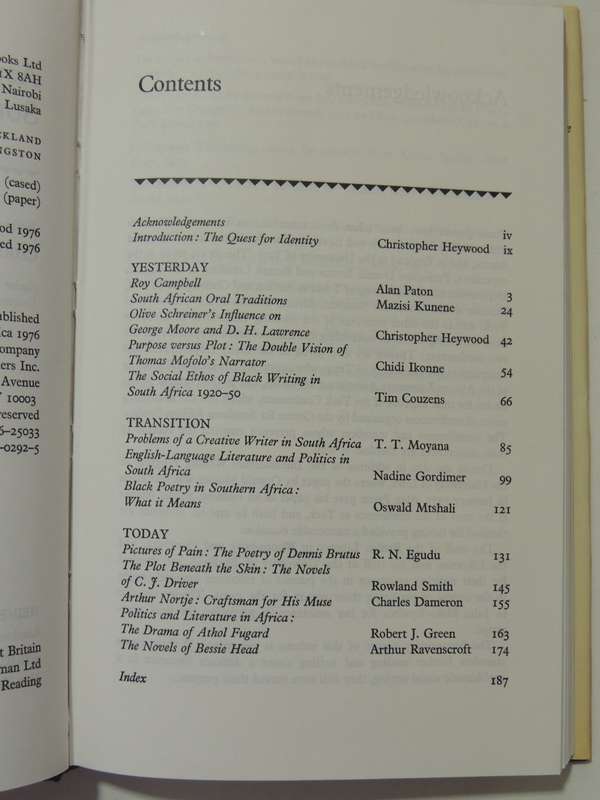 oks Ltd
1X 8AH
Nairobi
Lusaka
CKLAND
NGSTON
(cased)
(paper)
od 1976
ed 1976
ublished
ica 1976
ompany
ers Inc.
Avenue
10003
reserved
6–25033
-0292-5
t Britain
man Ltd
Reading
Contents
Acknowledgements iv
Introduction: The Quest for Identity Christopher Heywood ix
YESTERDAY
Roy Campbell Alan Paton 3
South African Oral Traditions Mazisi Kunene 24
Olive Schreiner's Influence on
George Moore and D. H. Lawrence Christopher Heywood 42
Purpose versus Plot: The Double Vision of
Thomas Mofolo's Narrator Chidi Ikonne 54
The Social Ethos of Black Writing in
South Africa 1920–50 Tim Couzens 66
TRANSITION
Problems of a Creative Writer in South Africa T. T. Moyana 85
English-Language Literature and Politics in
South Africa Nadine Gordimer 99
Black Poetry in Southern Africa:
What it Means Oswald Mtshali 121
TODAY
Pictures of Pain: The Poetry of Dennis Brutus R. N. Egudu 131
The Plot Beneath the Skin: The Novels
of C. J. Driver Rowland Smith 145
Arthur Nortje: Craftsman for His Muse Charles Dameron 155
Politics and Literature in Africa:
The Drama of Athol Fugard Robert J. Green 163
The Novels of Bessie Head Arthur Ravenscroft 174
Index 187